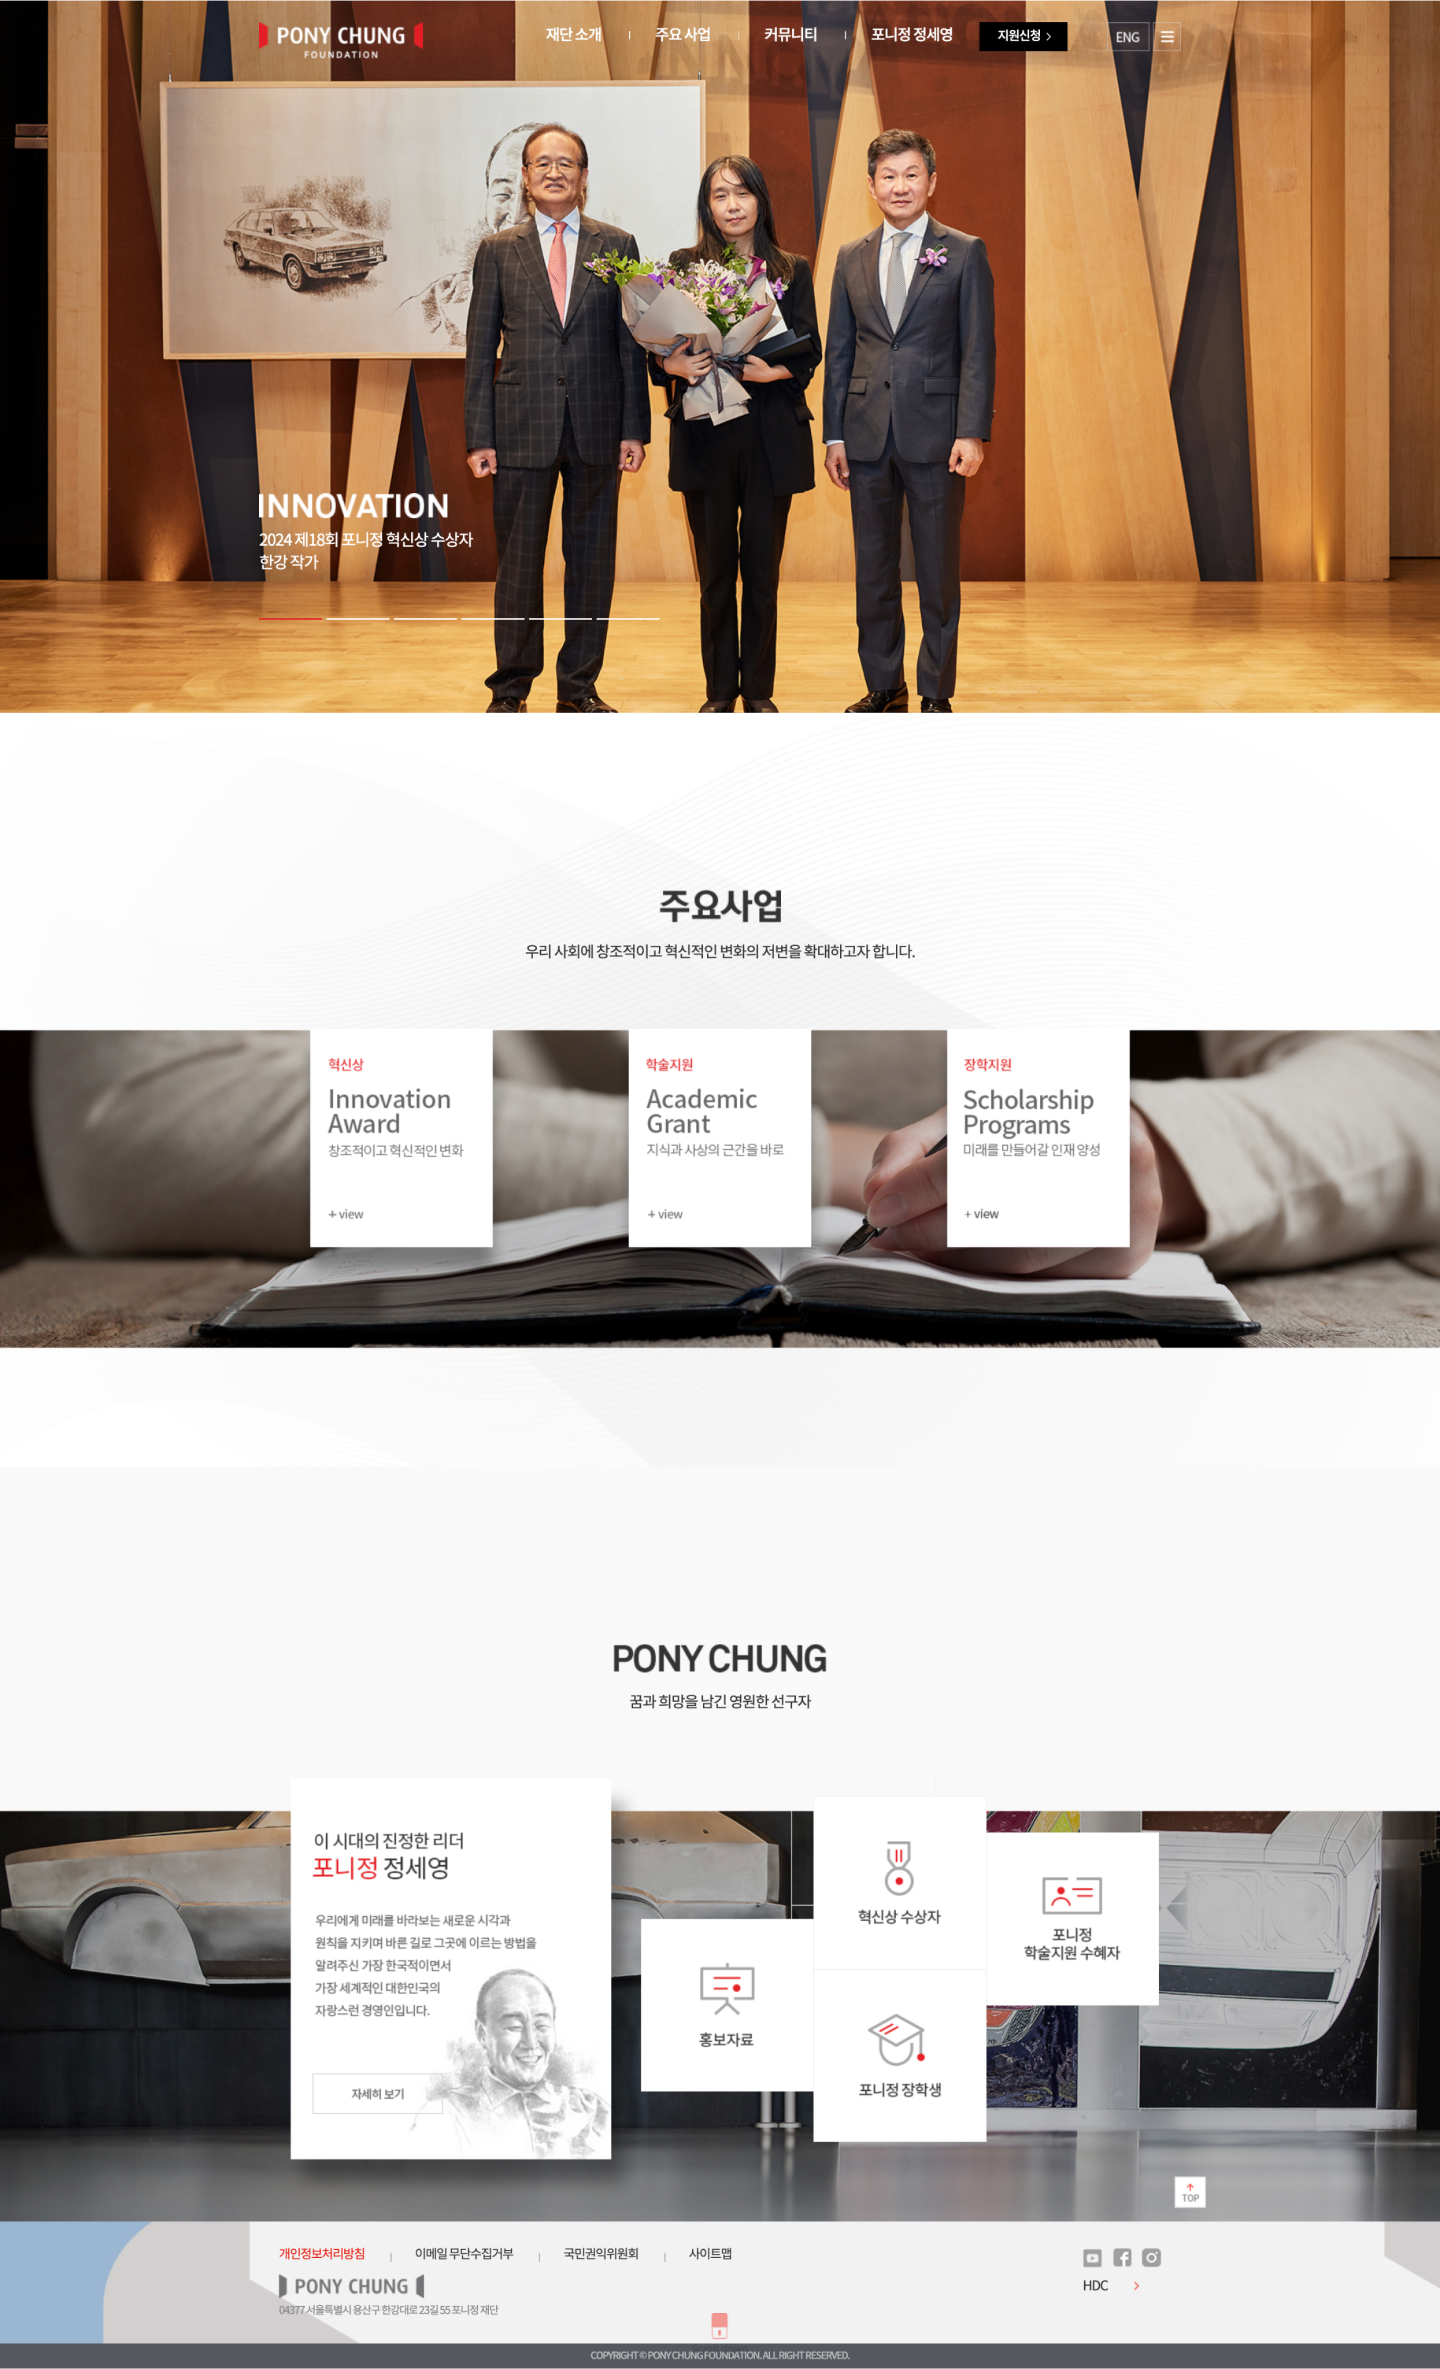 PONY CHUNG
FOUNDATION
재단 소개
주요 사업
커뮤니티
포니정 정세영
지원신청
ENG
INNOVATION
2024 제18회 포니정 혁신상 수상자
한강 작가
주요사업
우리 사회에 창조적이고 혁신적인 변화의 저변을 확대하고자 합니다.
혁신상
Innovation
Award
창조적이고 혁신적인 변화
+ view
학술지원
Academic
Grant
지식과 사상의 근간을 바로
+ view
장학지원
Scholarship
Programs
미래를 만들어갈 인재 양성
+ view
PONY CHUNG
꿈과 희망을 남긴 영원한 선구자
이 시대의 진정한 리더
포니정 정세영
우리에게 미래를 바라보는 새로운 시각과
원칙을 지키며 바른 길로 그곳에 이르는 방법을
알려주신 가장 한국적이면서
가장 세계적인 대한민국의
자랑스런 경영인입니다.
자세히 보기
홍보자료
혁신상 수상자
포니정 장학생
포니정
학술지원 수혜자
TOP
개인정보처리방침
이메일 무단수집거부
국민권익위원회
사이트맵
PONY CHUNG
04377 서울특별시 용산구 한강대로 23길 55 포니정 재단
HDC
COPYRIGHT © PONY CHUNG FOUNDATION. ALL RIGHT RESERVED.